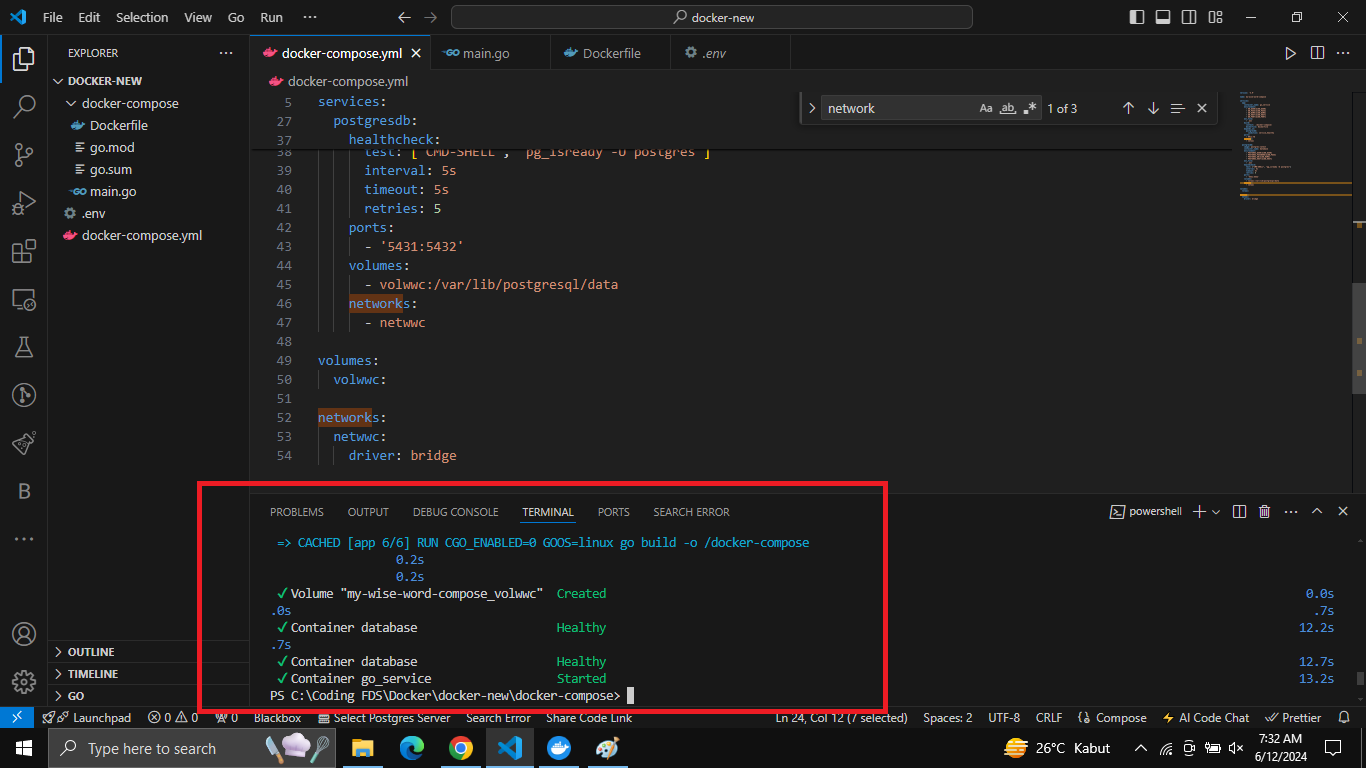 File Edit Selection View Go Run ··· docker-new
EXPLORER ···
DOCKER-NEW
docker-compose
Dockerfile
go.mod
go.sum
main.go
.env
docker-compose.yml
OUTLINE
TIMELINE
GO
docker-compose.yml main.go Dockerfile .env
docker-compose.yml
network Aa ab .* 1 of 3
5 services:
27 postgresdb:
37 healthcheck:
38 test: ["CMD-SHELL", "pg_isready -U postgres"]
39 interval: 5s
40 timeout: 5s
41 retries: 5
42 ports:
43 - '5431:5432'
44 volumes:
45 - volwwc:/var/lib/postgresql/data
46 networks:
47 - netwwc
48
49 volumes:
50 volwwc:
51
52 networks:
53 netwwc:
54 driver: bridge
PROBLEMS OUTPUT DEBUG CONSOLE TERMINAL PORTS SEARCH ERROR powershell
=> CACHED [app 6/6] RUN CGO_ENABLED=0 GOOS=linux go build -o /docker-compose
0.2s
0.2s
✓Volume "my-wise-word-compose_volwwc" Created 0.0s
.0s .7s
✓Container database Healthy 12.2s
.7s
✓Container database Healthy 12.7s
✓Container go_service Started 13.2s
PS C:\Coding FDS\Docker\docker-new\docker-compose>
Launchpad 0 0 0 Blackbox Select Postgres Server Search Error Share Code Link Ln 24, Col 12 (7 selected) Spaces: 2 UTF-8 CRLF Compose AI Code Chat Prettier
Type here to search 26°C Kabut 7:32 AM
6/12/2024